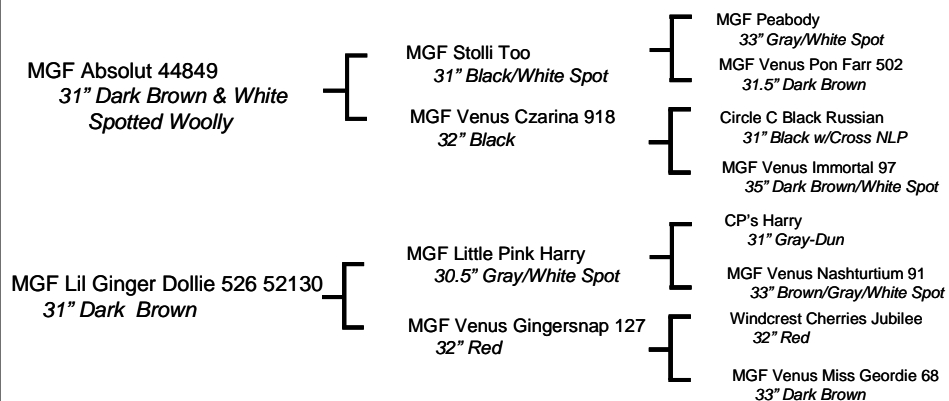 MGF Absolut 44849
31” Dark Brown & White
Spotted Woolly
MGF Lil Ginger Dollie 526 52130
31” Dark Brown
MGF Stolli Too
31” Black/White Spot
MGF Venus Czarina 918
32” Black
MGF Little Pink Harry
30.5” Gray/White Spot
MGF Venus Gingersnap 127
32” Red
MGF Peabody
33” Gray/White Spot
MGF Venus Pon Farr 502
31.5” Dark Brown
Circle C Black Russian
31” Black w/Cross NLP
MGF Venus Immortal 97
35” Dark Brown/White Spot
CP’s Harry
31” Gray-Dun
MGF Venus Nashturtium 91
33” Brown/Gray/White Spot
Windcrest Cherries Jubilee
32” Red
MGF Venus Miss Geordie 68
33” Dark Brown